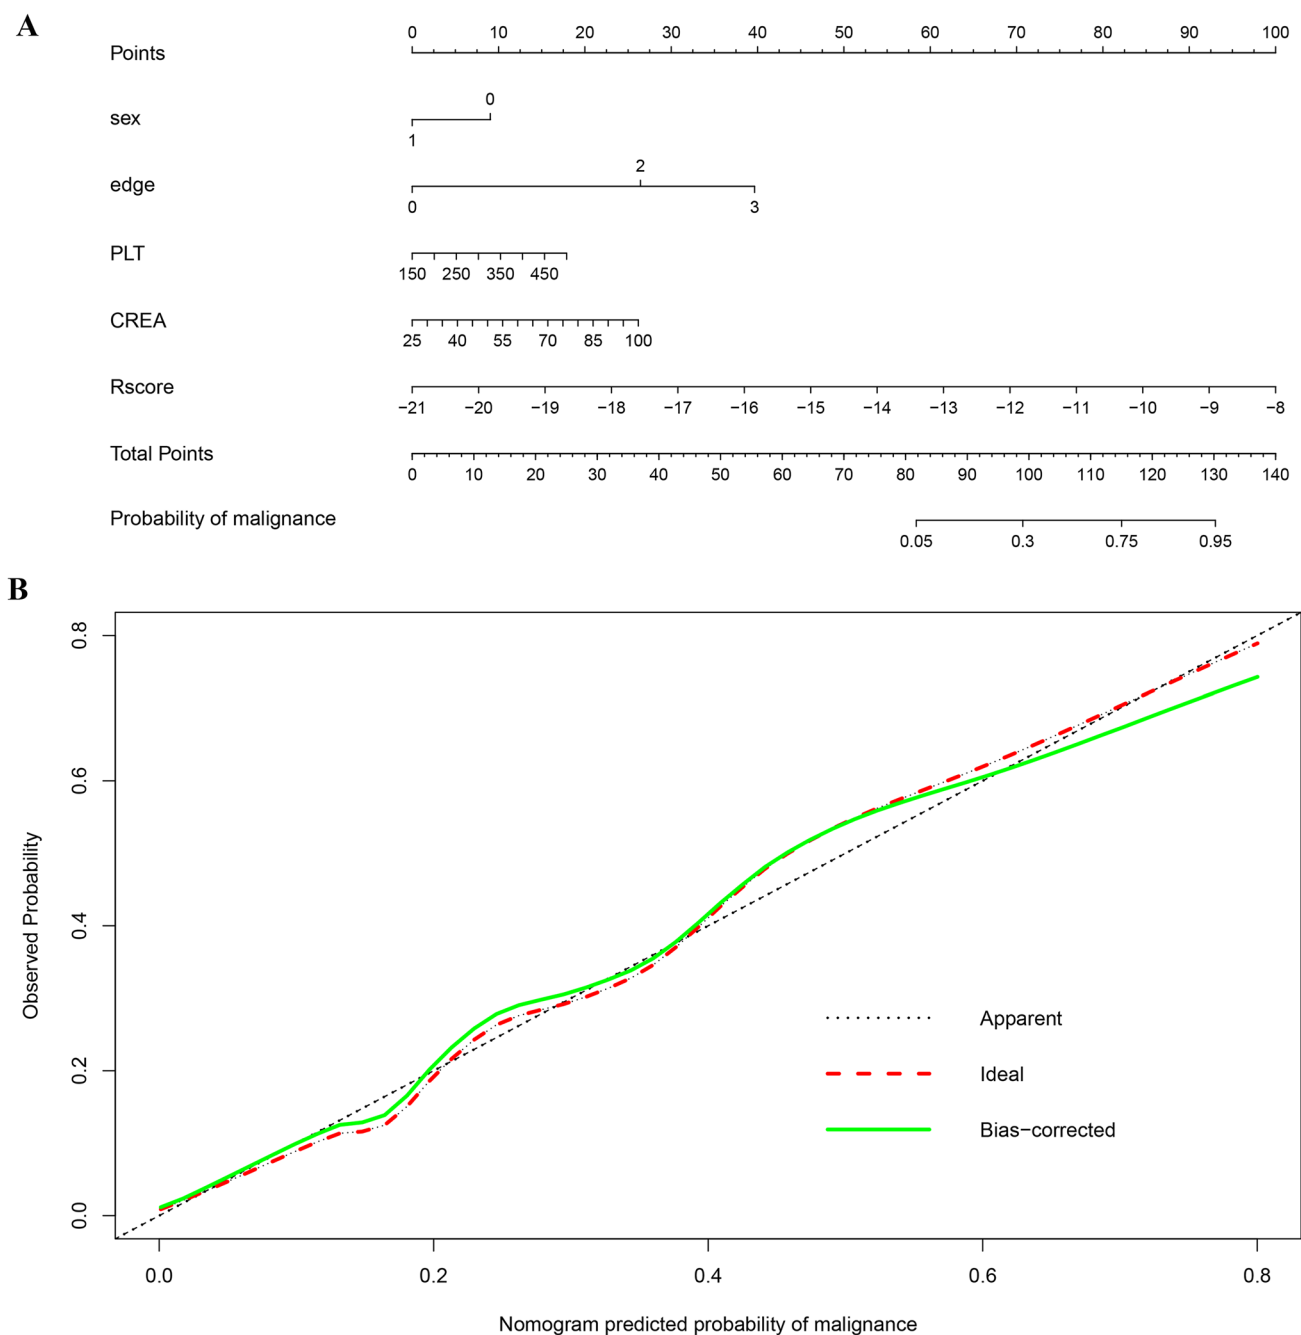 A
Points 0 10 20 30 40 50 60 70 80 90 100
sex 0
1
edge 2
0 3
PLT
150 250 350 450
CREA
25 40 55 70 85 100
Rscore
−21 −20 −19 −18 −17 −16 −15 −14 −13 −12 −11 −10 −9 −8
Total Points
0 10 20 30 40 50 60 70 80 90 100 110 120 130 140
Probability of malignance
0.05 0.3 0.75 0.95
B
Observed Probability
0.8
0.6
0.4
0.2
0.0
Apparent
Ideal
Bias−corrected
0.0 0.2 0.4 0.6 0.8
Nomogram predicted probability of malignance